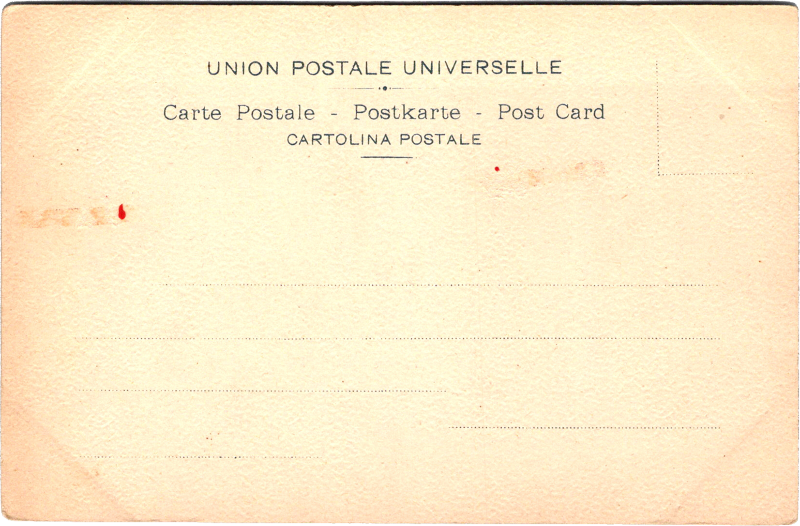 UNION POSTALE UNIVERSELLE
Carte Postale - Postkarte - Post Card
CARTOLINA POSTALE